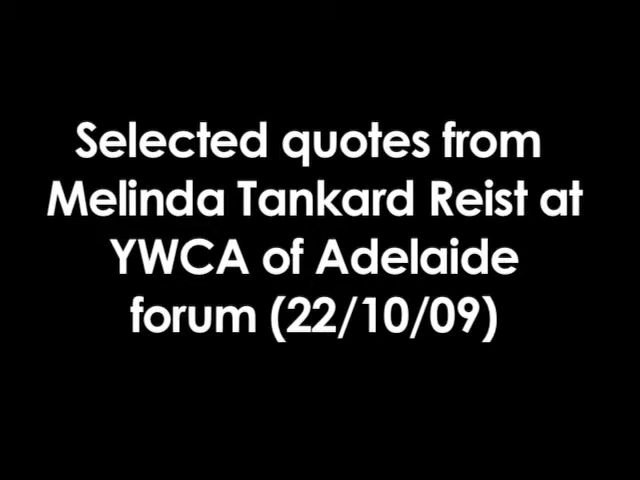 Selected quotes from
Melinda Tankard Reist at
YWCA of Adelaide
forum (22/10/09)